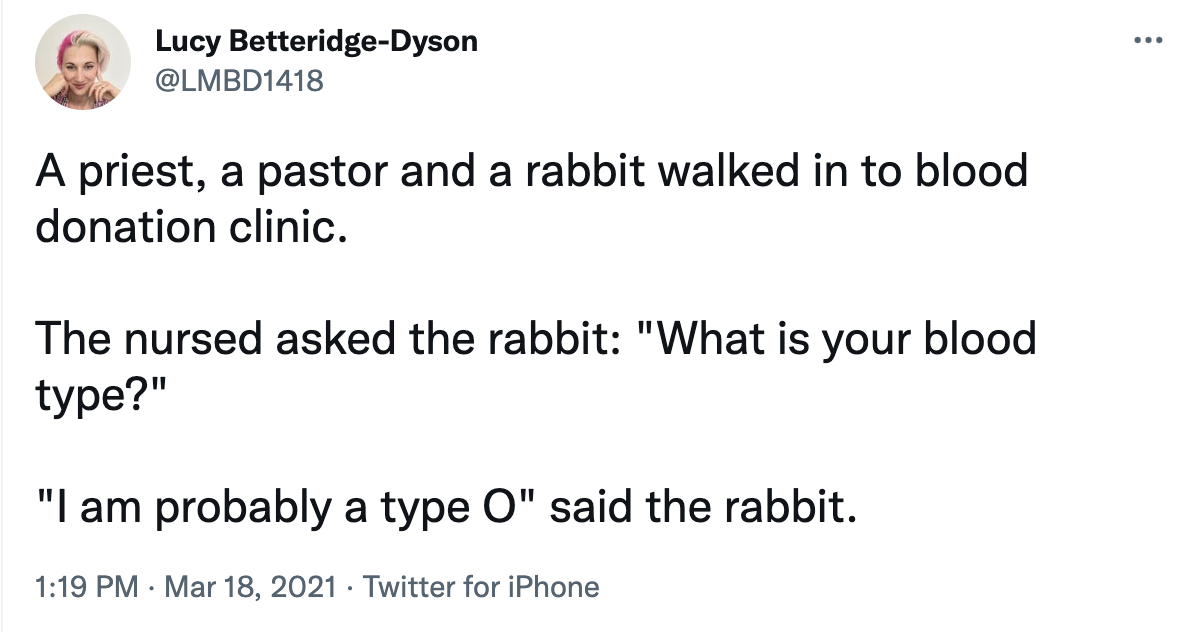 Lucy Betteridge-Dyson
@LMBD1418
A priest, a pastor and a rabbit walked in to blood
donation clinic.
The nursed asked the rabbit: "What is your blood
type?"
"I am probably a type O" said the rabbit.
1:19 PM · Mar 18, 2021 · Twitter for iPhone